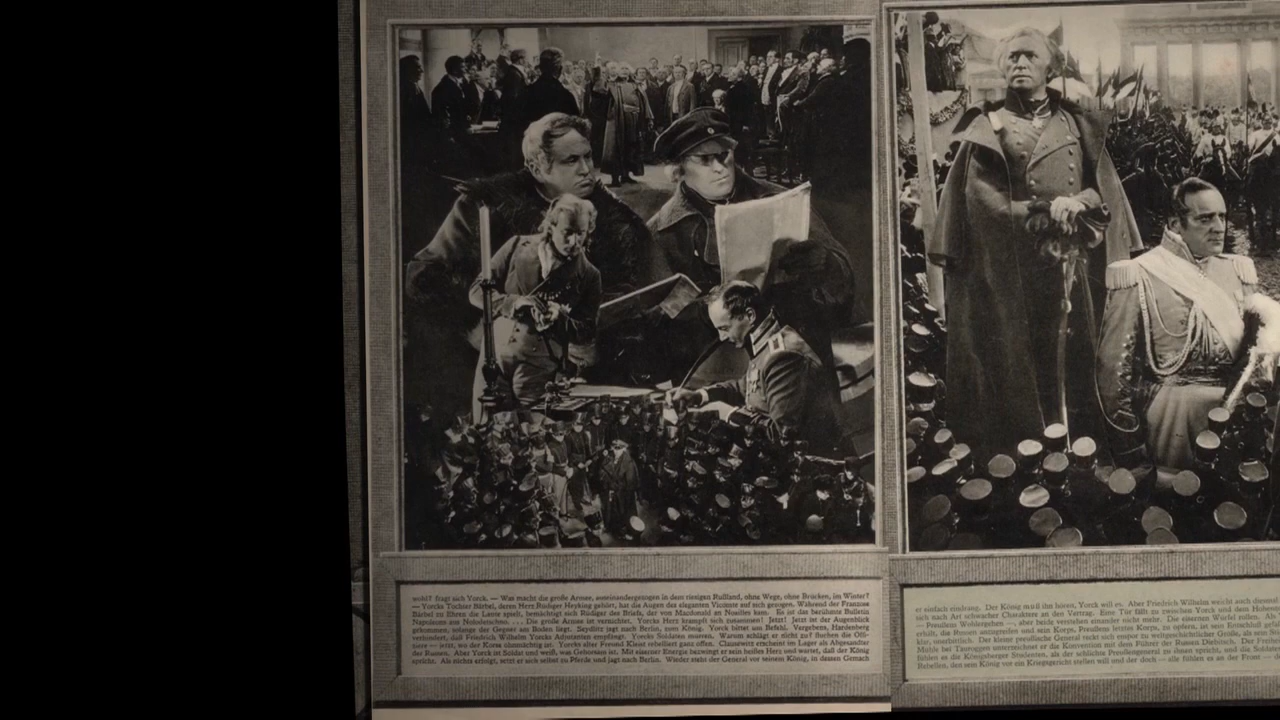 wohl? fragt sich Yorck. — Was macht die große Armee, auseinandergezogen in dem riesigen Rußland, ohne Wege, ohne Brücken, im Winter?
— Yorcks Tochter Bärbel, deren Herz Rüdiger Heyking gehört, hat die Augen des eleganten Vicomte auf sich gezogen. Während der Franzose
Bärbel zu Ehren die Laute spielt, bemächtigt sich Rüdiger des Briefs, der von Macdonald an Noailles kam. Es ist das berühmte Bulletin
Napoleons aus Molodetschno. . . . Die große Armee ist vernichtet. Yorcks Herz krampft sich zusammen! Jetzt! Jetzt ist der Augenblick
gekommen, solange der Gegner am Boden liegt. Seydlitz jagt nach Berlin, zum König. Yorck bittet um Befehl. Vergebens, Hardenberg
verhindert, daß Friedrich Wilhelm Yorcks Adjutanten empfängt. Yorcks Soldaten murren. Warum schlägt er nicht zu? fluchen die Offi-
ziere — jetzt, wo der Korse ohnmächtig ist. Yorcks alter Freund Kleist rebelliert ganz offen. Clausewitz erscheint im Lager als Abgesandter
der Russen. Aber Yorck ist Soldat und weiß, was Gehorsam ist. Mit eiserner Energie bezwingt er sein heißes Herz und wartet, daß der König
spricht. Als nichts erfolgt, setzt er sich selbst zu Pferde und jagt nach Berlin. Wieder steht der General vor seinem König, in dessen Gemach
er einfach eindrang. Der König muß ihn hören, Yorck will es. Aber Friedrich Wilhelm weicht auch diesmal
sich nach Art schwacher Charaktere an den Vertrag. Eine Tür fällt zu zwischen Yorck und dem Hohenz
— Preußens Wohlergehen —, aber beide verstehen einander nicht mehr. Die eisernen Würfel rollen. Als
erhält, die Russen anzugreifen und sein Korps, Preußens letztes Korps, zu opfern, ist sein Entschluß
klar, unerbittlich. Der kleine preußische General reckt sich empor zu weltgeschichtlicher Größe, als sein
Mühle bei Tauroggen unterzeichnet er die Konvention mit dem Führer der Russen Diebitsch. Der Freihe
fühlen es die Königsberger Studenten, als der schlichte Preußengeneral zu ihnen spricht, und die Soldaten
Rebellen, den sein König vor ein Kriegsgericht stellen will und der doch — alle fühlen es an der Front — de